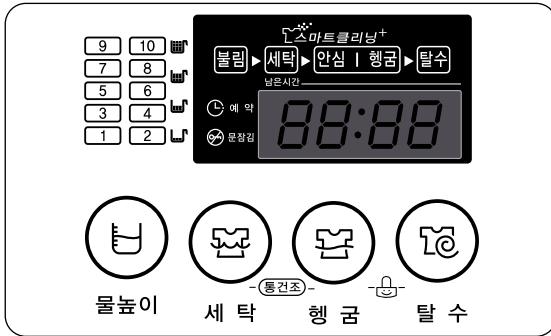 스마트클리닝+
불림 세탁 안심 | 헹굼 탈수
남은시간
예 약
88:88
문잠김
9 10
7 8
5 6
3 4
1 2
물높이 세 탁 헹 굼 탈 수
통건조